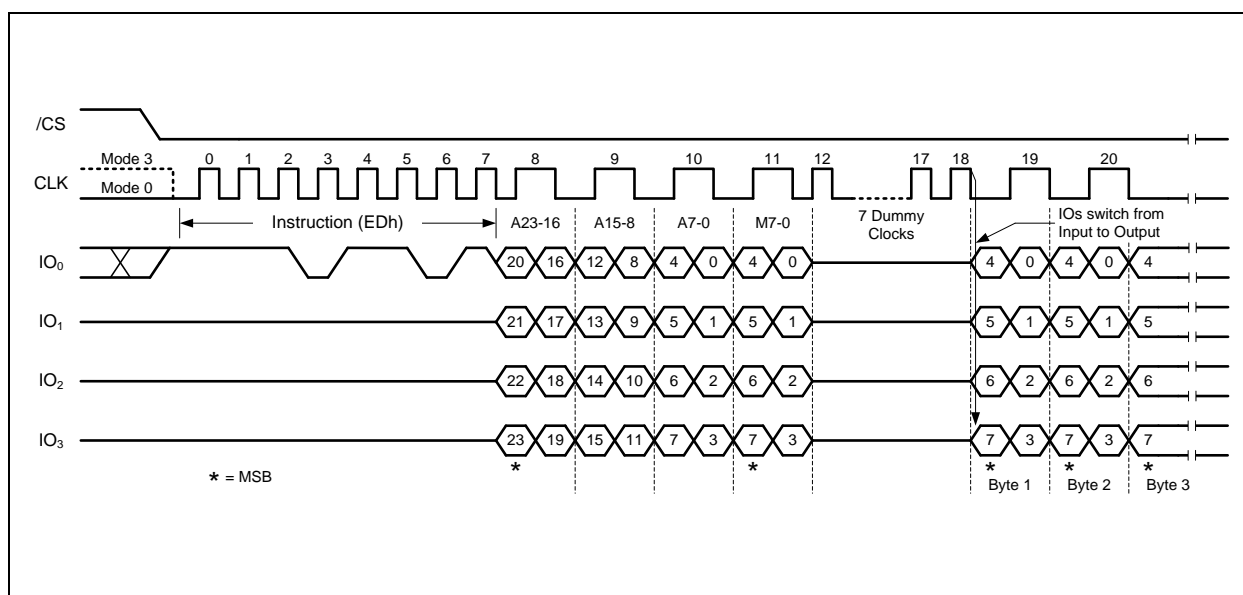 /CS
Mode 3 0 1 2 3 4 5 6 7 8 9 10 11 12 17 18 19 20
CLK
Mode 0
Instruction (EDh) A23-16 A15-8 A7-0 M7-0 7 Dummy Clocks IOs switch from Input to Output
IO0 20 16 12 8 4 0 4 0 4 0 4 0 4
IO1 21 17 13 9 5 1 5 1 5 1 5 1 5
IO2 22 18 14 10 6 2 6 2 6 2 6 2 6
IO3 23 19 15 11 7 3 7 3 7 3 7 3 7
* * * * *
* = MSB
Byte 1 Byte 2 Byte 3